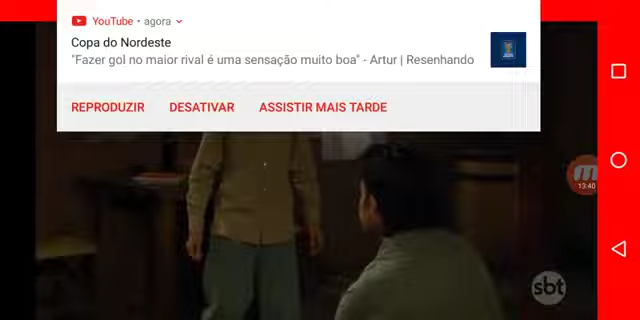 YouTube • agora
Copa do Nordeste
"Fazer gol no maior rival é uma sensação muito boa" - Artur | Resenhando
REPRODUZIR DESATIVAR ASSISTIR MAIS TARDE
13:40
sbt